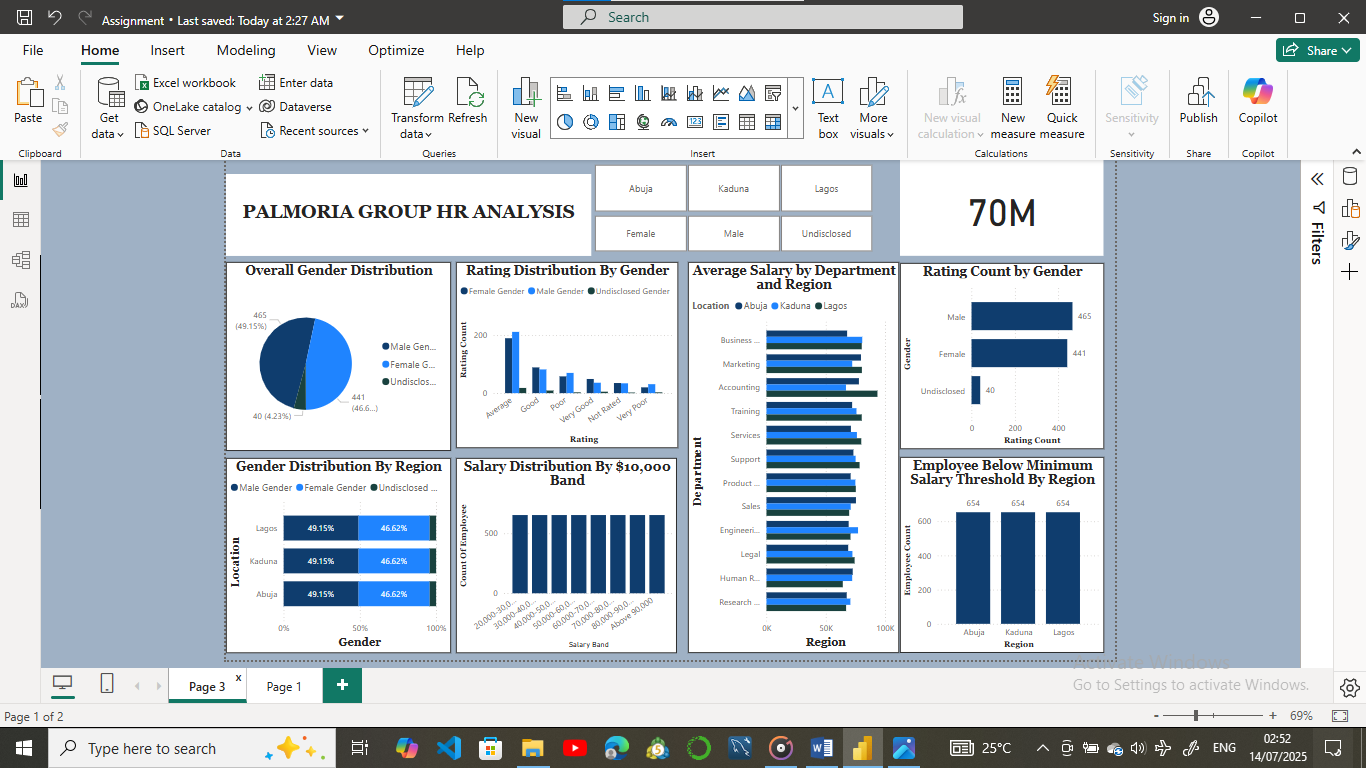 Assignment • Last saved: Today at 2:27 AM
Search
Sign in
File Home Insert Modeling View Optimize Help
Share
Paste
Clipboard
Get data
Excel workbook
OneLake catalog
SQL Server
Enter data
Dataverse
Recent sources
Data
Transform data
Refresh
Queries
New visual
Text box
More visuals
Insert
New visual calculation
New measure
Quick measure
Calculations
Sensitivity
Sensitivity
Publish
Share
Copilot
Copilot
PALMORIA GROUP HR ANALYSIS
Abuja Kaduna Lagos
Female Male Undisclosed
70M
Filters
Overall Gender Distribution
465
(49.15%)
441
(46.6...)
40 (4.23%)
Male Gen...
Female G...
Undisclos...
Rating Distribution By Gender
Female Gender Male Gender Undisclosed Gender
Rating Count
200
0
Average Good Poor Very Good Not Rated Very Poor
Rating
Average Salary by Department
and Region
Location Abuja Kaduna Lagos
Department
Business ...
Marketing
Accounting
Training
Services
Support
Product ...
Sales
Engineeri...
Legal
Human R...
Research ...
0K 50K 100K
Region
Rating Count by Gender
Gender
Male 465
Female 441
Undisclosed 40
0 200 400
Rating Count
Gender Distribution By Region
Male Gender Female Gender Undisclosed ...
Location
Lagos 49.15% 46.62%
Kaduna 49.15% 46.62%
Abuja 49.15% 46.62%
0% 50% 100%
Gender
Salary Distribution By $10,000
Band
Count Of Employee
500
0
20,000-30,0... 30,000-40,0... 40,000-50,0... 50,000-60,0... 60,000-70,0... 70,000-80,0... 80,000-90,0... Above 90,000
Salary Band
Employee Below Minimum
Salary Threshold By Region
Employee Count
654 654 654
600
400
200
0
Abuja Kaduna Lagos
Region
Activate Windows
Go to Settings to activate Windows.
Page 3 x
Page 1
+
Page 1 of 2
- + 69%
Type here to search
25°C
ENG
02:52
14/07/2025